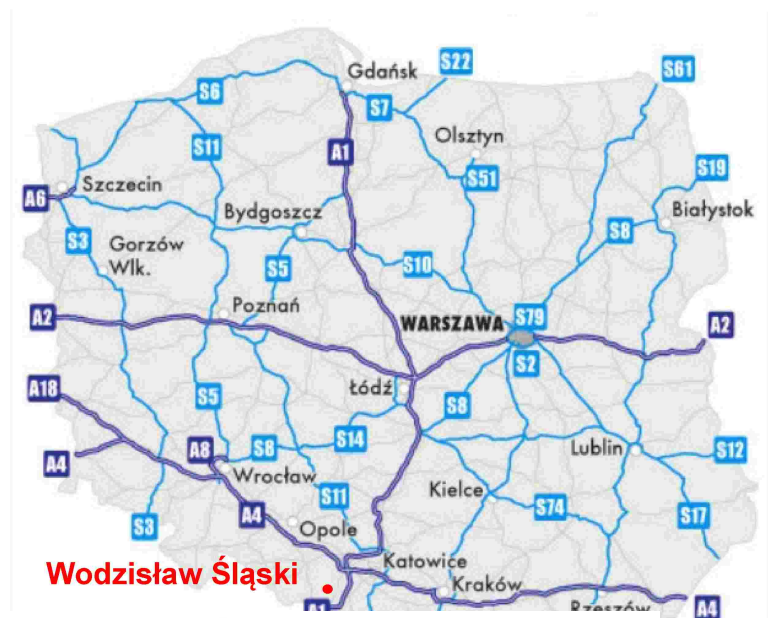 S22
Gdańsk
S61
S6
S7
Olsztyn
S11
A1
S19
S51
Szczecin
A6
Bydgoszcz
Białystok
S3
Gorzów
Wlk.
S8
S5
S10
Poznań
A2
WARSZAWA
S79
A2
S2
A18
Łódź
S5
S8
S14
A8
S8
Lublin
S12
A4
Wrocław
Kielce
S11
A4
S74
S17
S3
Opole
Katowice
Wodzisław Śląski
Kraków
A1
Rzeszów
A4